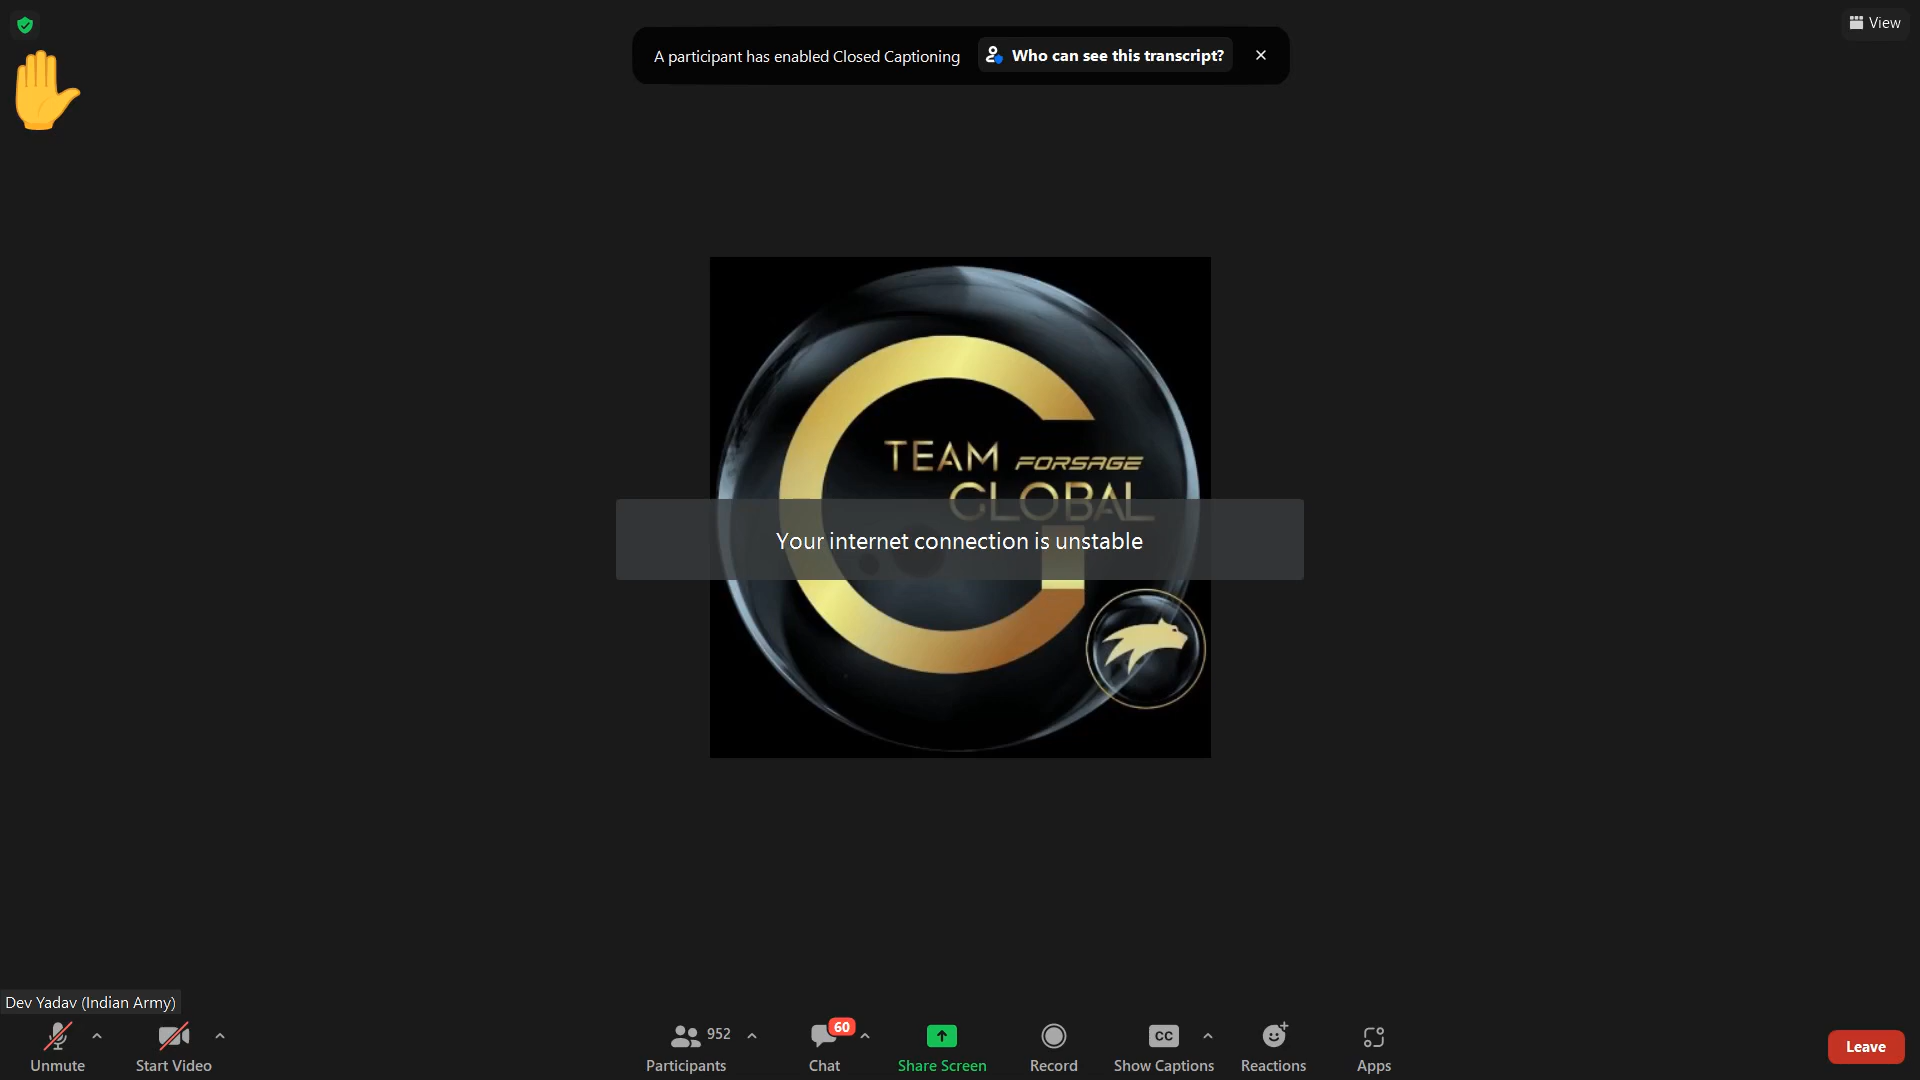 View
A participant has enabled Closed Captioning
Who can see this transcript?
TEAM FORSAGE
GLOBAL
Your internet connection is unstable
Dev Yadav (Indian Army)
952
60
CC
Unmute
Start Video
Participants
Chat
Share Screen
Record
Show Captions
Reactions
Apps
Leave